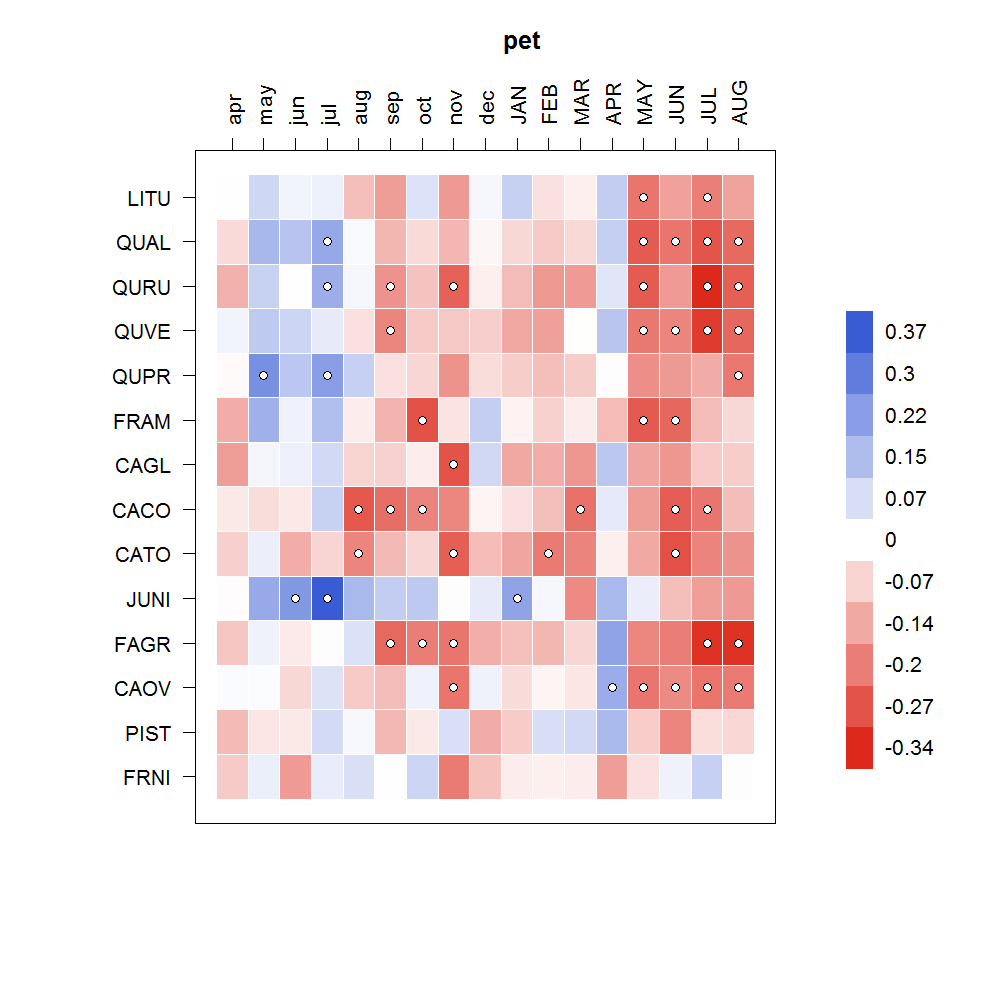 pet
apr may jun jul aug sep oct nov dec JAN FEB MAR APR MAY JUN JUL AUG
LITU
QUAL
QURU
QUVE
QUPR
FRAM
CAGL
CACO
CATO
JUNI
FAGR
CAOV
PIST
FRNI
0.37
0.3
0.22
0.15
0.07
0
-0.07
-0.14
-0.2
-0.27
-0.34